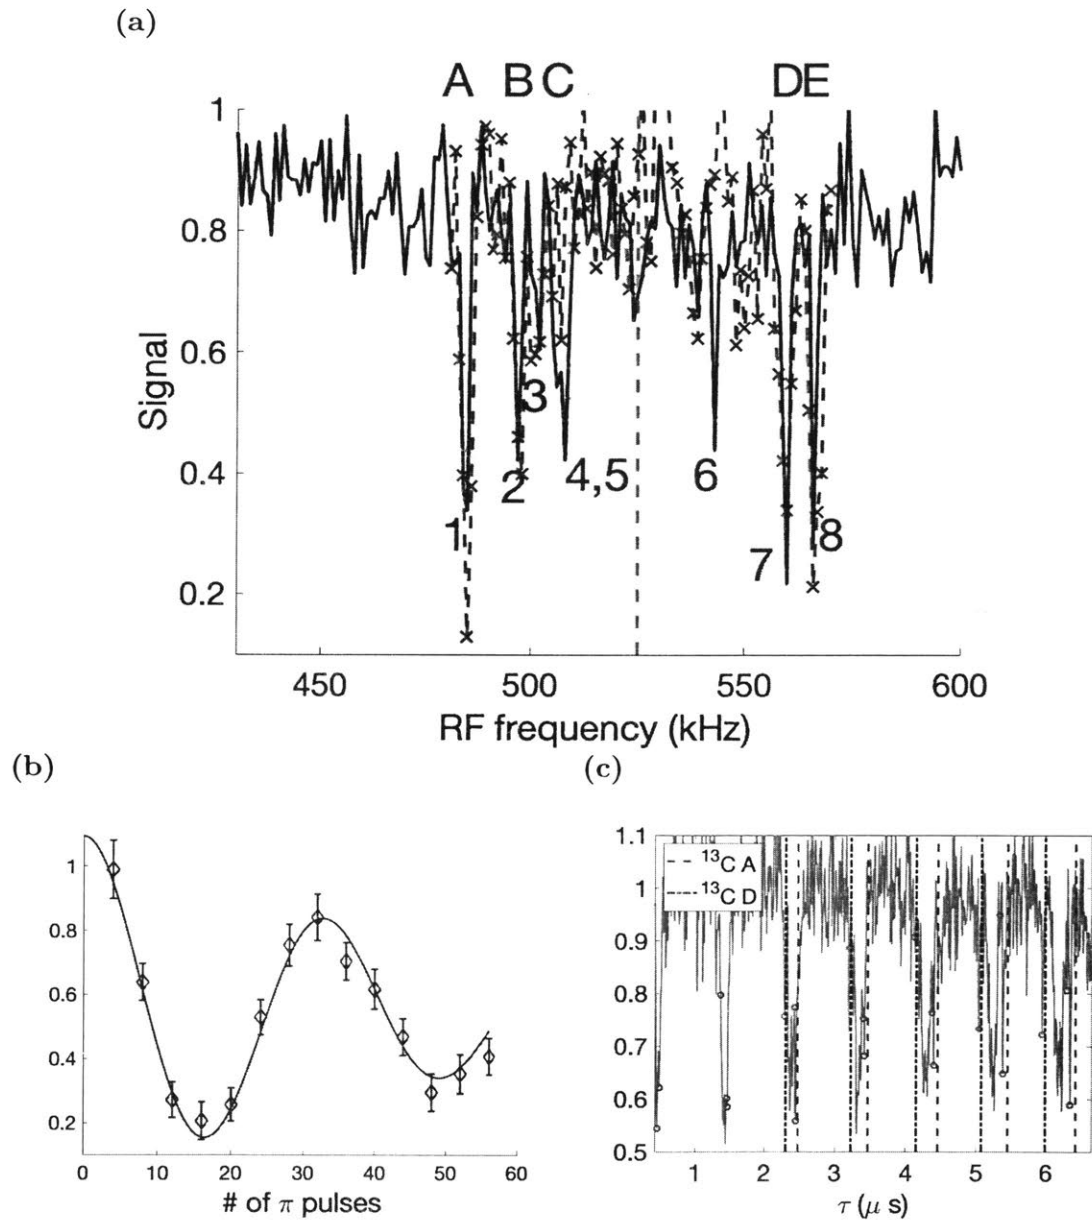 (a)
A B C D E
1
0.8
0.6
0.4
0.2
Signal
1
2
3
4,5
6
7
8
450 500 550 600
RF frequency (kHz)
(b)
1
0.8
0.6
0.4
0.2
0 10 20 30 40 50 60
# of π pulses
(c)
1.1
1
0.9
0.8
0.7
0.6
0.5
¹³C A
¹³C D
1 2 3 4 5 6
τ (μ s)